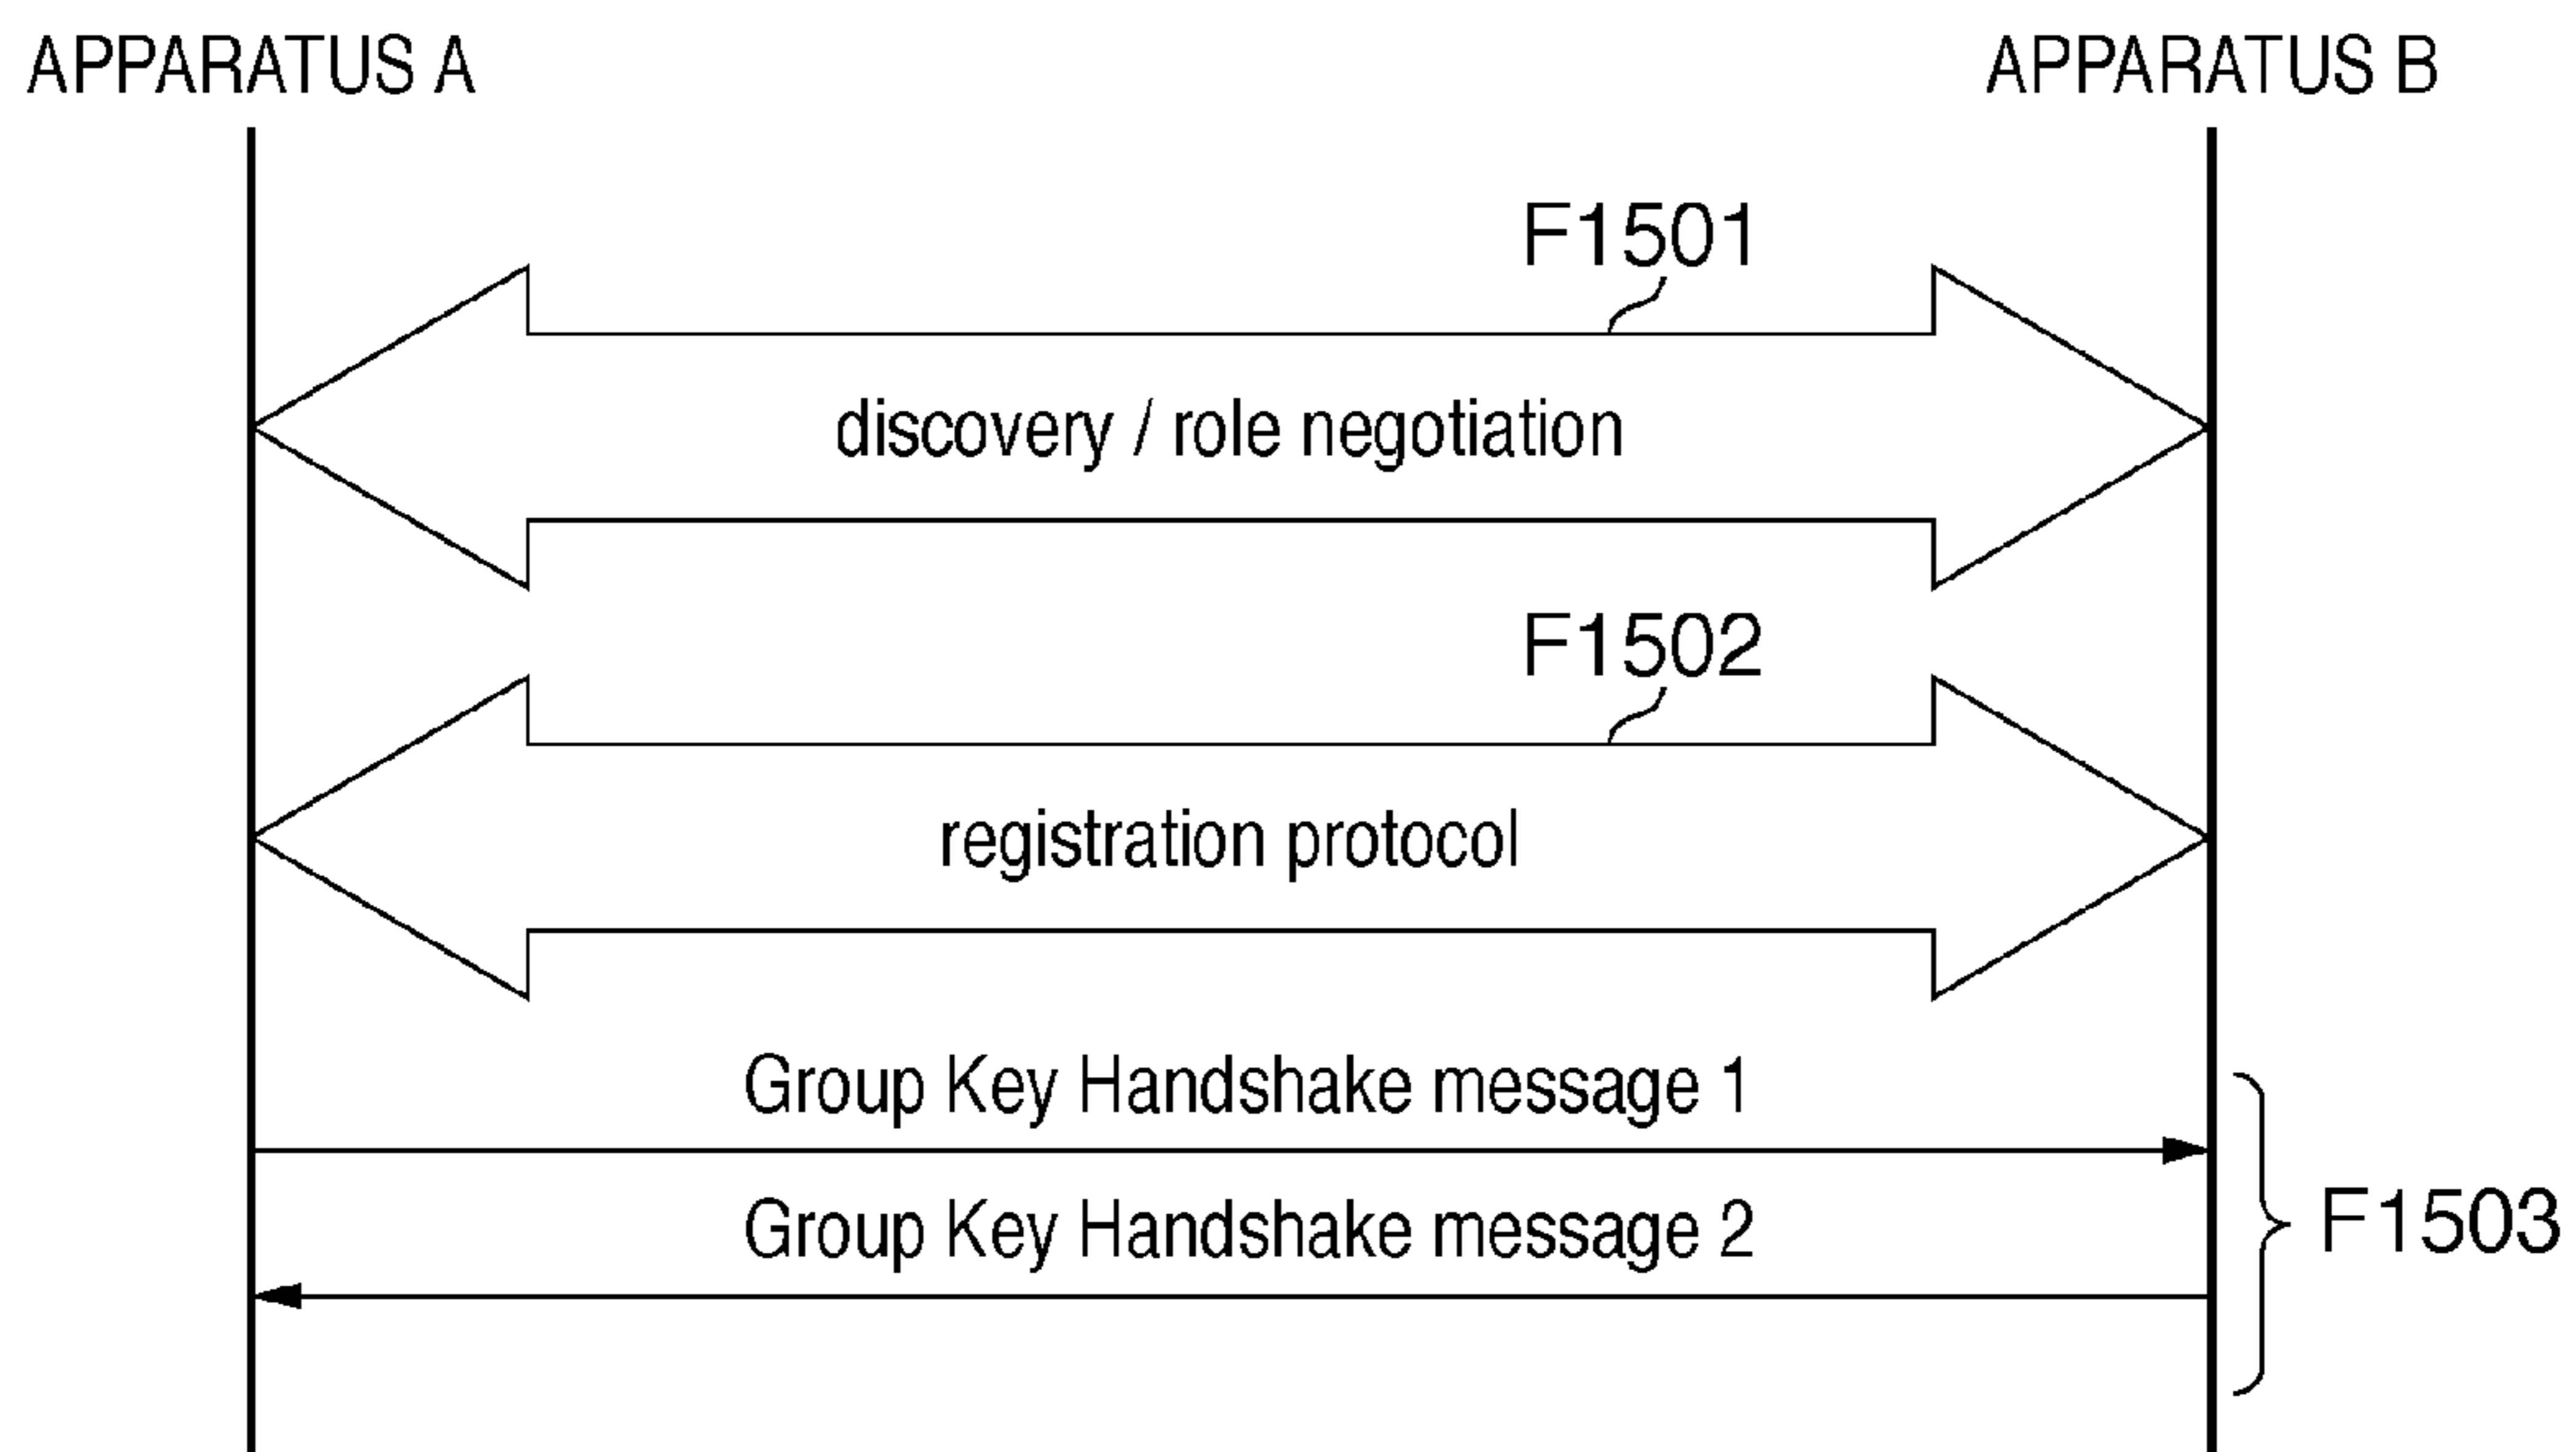 APPARATUS A
APPARATUS B
F1501
discovery / role negotiation
F1502
registration protocol
Group Key Handshake message 1
Group Key Handshake message 2
F1503